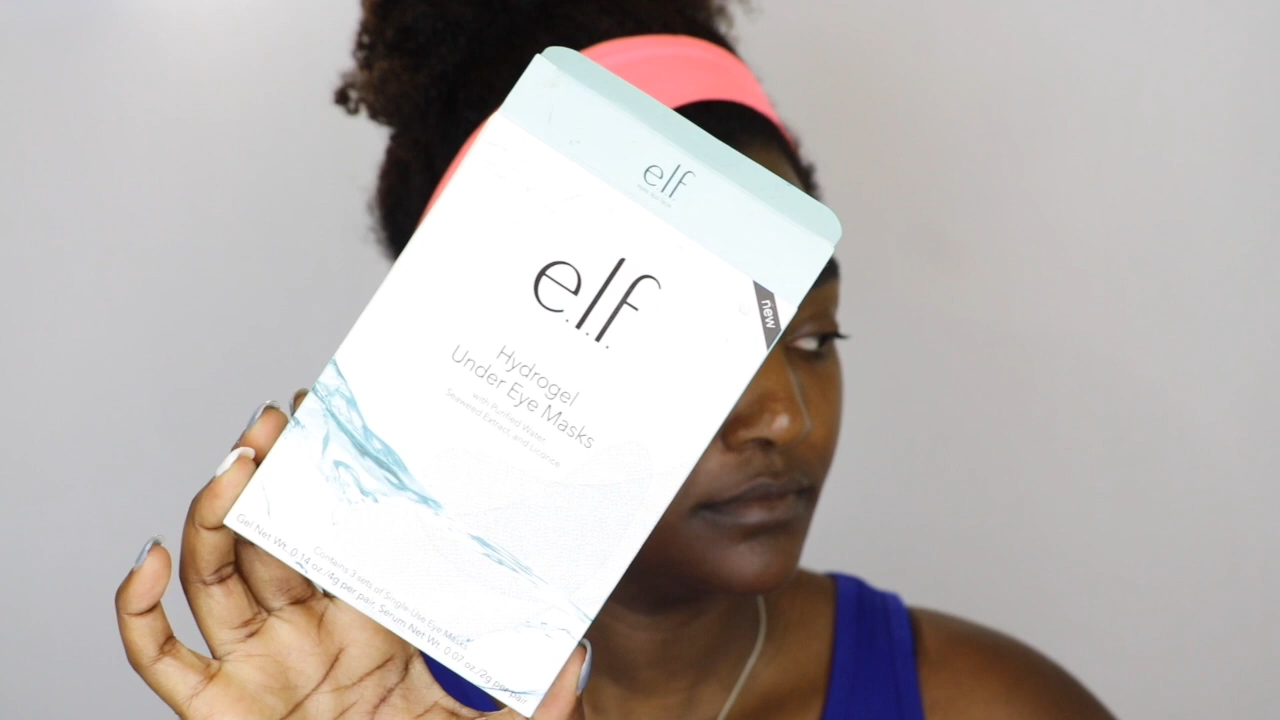 elf
e.l.f.
new
Hydrogel
Under Eye Masks
with Purified Water
Seaweed Extract, and Licorice
Contains 3 sets of Single-Use Eye Masks
Gel Net Wt. 0.14 oz./4g per pair, Serum Net Wt. 0.07 oz./2g per pair